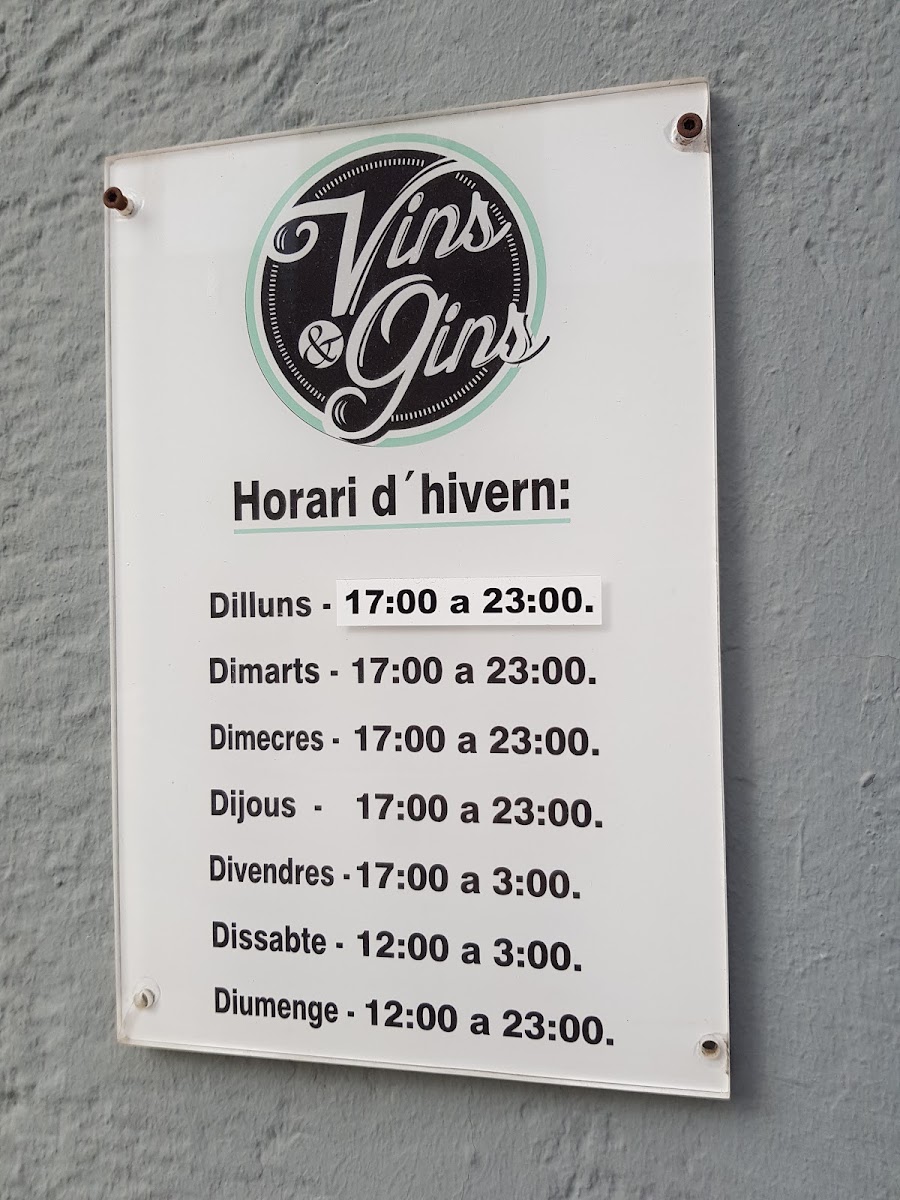 Vins
& Gins
Horari d´hivern:
Dilluns - 17:00 a 23:00.
Dimarts - 17:00 a 23:00.
Dimecres - 17:00 a 23:00.
Dijous - 17:00 a 23:00.
Divendres - 17:00 a 3:00.
Dissabte - 12:00 a 3:00.
Diumenge - 12:00 a 23:00.